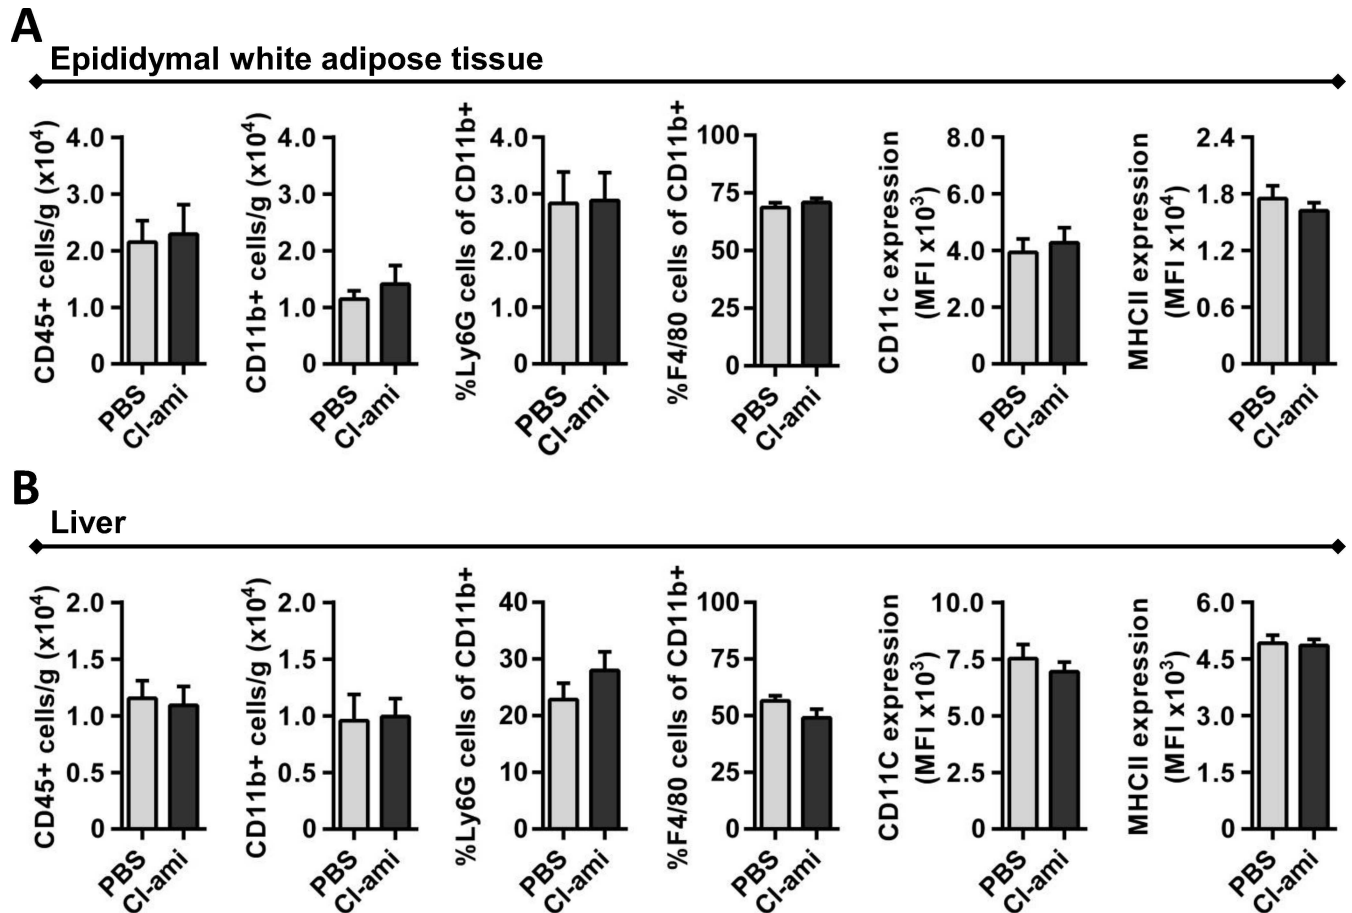 A
Epididymal white adipose tissue
CD45+ cells/g (x10⁴)
4.0
3.0
2.0
1.0
0
PBS
Cl-ami
CD11b+ cells/g (x10⁴)
4.0
3.0
2.0
1.0
0
PBS
Cl-ami
%Ly6G cells of CD11b+
4.0
3.0
2.0
1.0
0
PBS
Cl-ami
%F4/80 cells of CD11b+
100
75
50
25
0
PBS
Cl-ami
CD11c expression
(MFI x10³)
8.0
6.0
4.0
2.0
0
PBS
Cl-ami
MHCII expression
(MFI x10⁴)
2.4
1.8
1.2
0.6
0
PBS
Cl-ami
B
Liver
CD45+ cells/g (x10⁴)
2.0
1.5
1.0
0.5
0
PBS
Cl-ami
CD11b+ cells/g (x10⁴)
2.0
1.5
1.0
0.5
0
PBS
Cl-ami
%Ly6G cells of CD11b+
40
30
20
10
0
PBS
Cl-ami
%F4/80 cells of CD11b+
100
75
50
25
0
PBS
Cl-ami
CD11C expression
(MFI x10³)
10.0
7.5
5.0
2.5
0
PBS
Cl-ami
MHCII expression
(MFI x10³)
6.0
4.5
3.0
1.5
0
PBS
Cl-ami